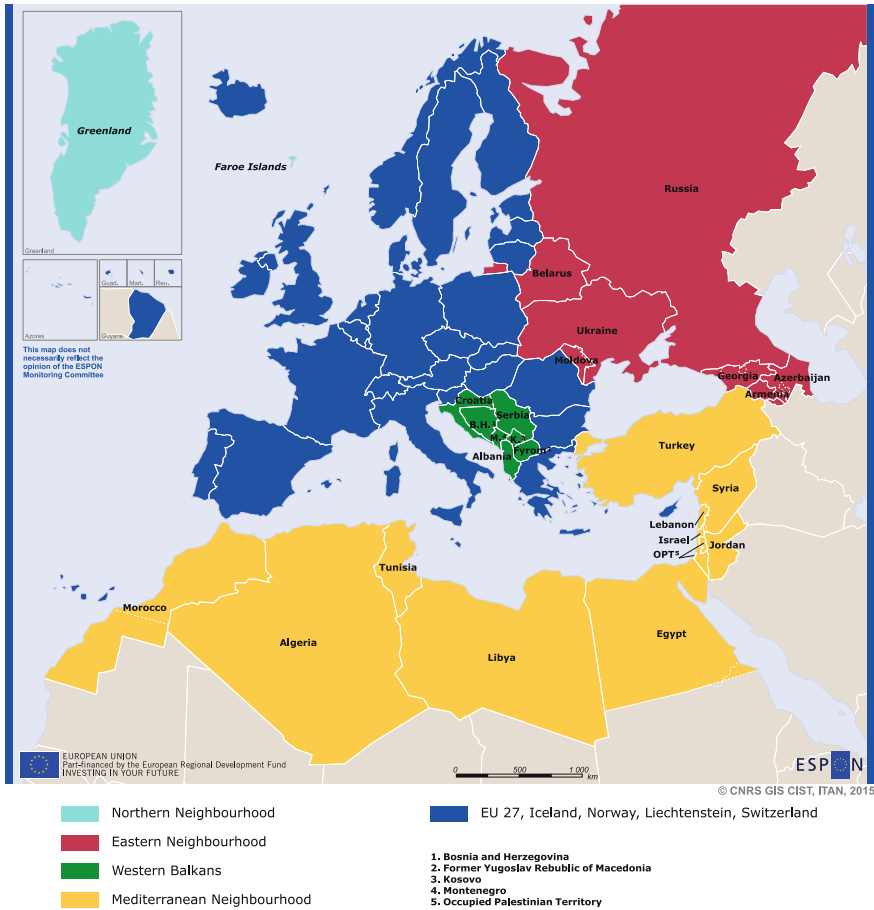 Greenland
Faroe Islands
Russia
Greenland
Azores
Guad.
Mart.
Reu.
Guyane
This map does not
necessarily reflect the
opinion of the ESPON
Monitoring Committee
Belarus
Ukraine
Moldova
Georgia
Azerbaijan
Armenia
Croatia
Serbia
B.H.¹
M.⁴
K.³
Fyrom²
Albania
Turkey
Syria
Lebanon
Israel
OPT⁵
Jordan
Tunisia
Morocco
Algeria
Libya
Egypt
EUROPEAN UNION
Part-financed by the European Regional Development Fund
INVESTING IN YOUR FUTURE
0 500 1 000
km
ESPON
© CNRS GIS CIST, ITAN, 2015
Northern Neighbourhood
Eastern Neighbourhood
Western Balkans
Mediterranean Neighbourhood
EU 27, Iceland, Norway, Liechtenstein, Switzerland
1. Bosnia and Herzegovina
2. Former Yugoslav Rebublic of Macedonia
3. Kosovo
4. Montenegro
5. Occupied Palestinian Territory